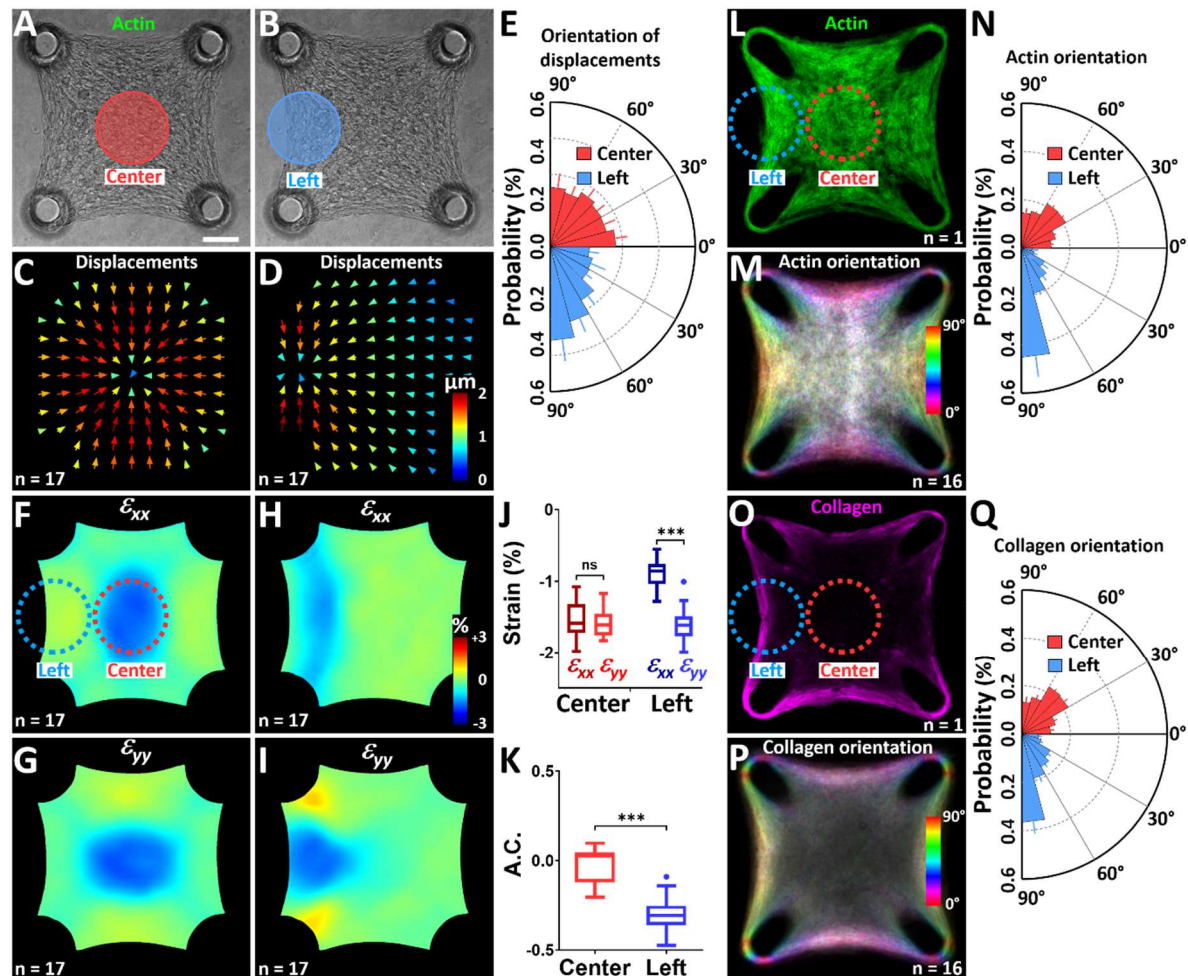 A
Actin
Center
B
Left
C
Displacements
n = 17
D
Displacements
μm
2
1
0
n = 17
E
Orientation of
displacements
90°
0.6
0.4
0.2
0.0
0.2
0.4
0.6
90°
60°
30°
0°
30°
60°
Center
Left
Probability (%)
F
εxx
Left
Center
n = 17
H
εxx
%
+3
0
-3
n = 17
G
εyy
n = 17
I
εyy
n = 17
J
Strain (%)
0
-1
-2
ns
***
εxx εyy
εxx εyy
Center Left
K
A.C.
0.5
0.0
-0.5
***
Center Left
L
Actin
Left
Center
n = 1
M
Actin orientation
90°
0°
n = 16
N
Actin orientation
90°
0.6
0.4
0.2
0.0
0.2
0.4
0.6
90°
60°
30°
0°
30°
60°
Center
Left
Probability (%)
O
Collagen
Left
Center
n = 1
P
Collagen orientation
90°
0°
n = 16
Q
Collagen orientation
90°
0.6
0.4
0.2
0.0
0.2
0.4
0.6
90°
60°
30°
0°
30°
60°
Center
Left
Probability (%)